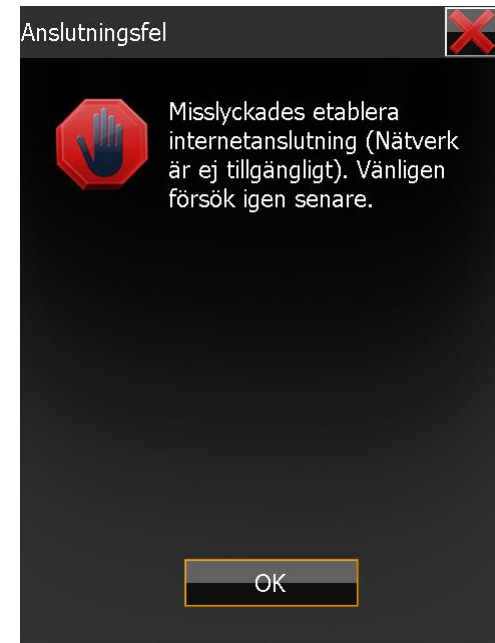 Anslutningsfel
Misslyckades etablera
internetanslutning (Nätverk
är ej tillgängligt). Vänligen
försök igen senare.
OK